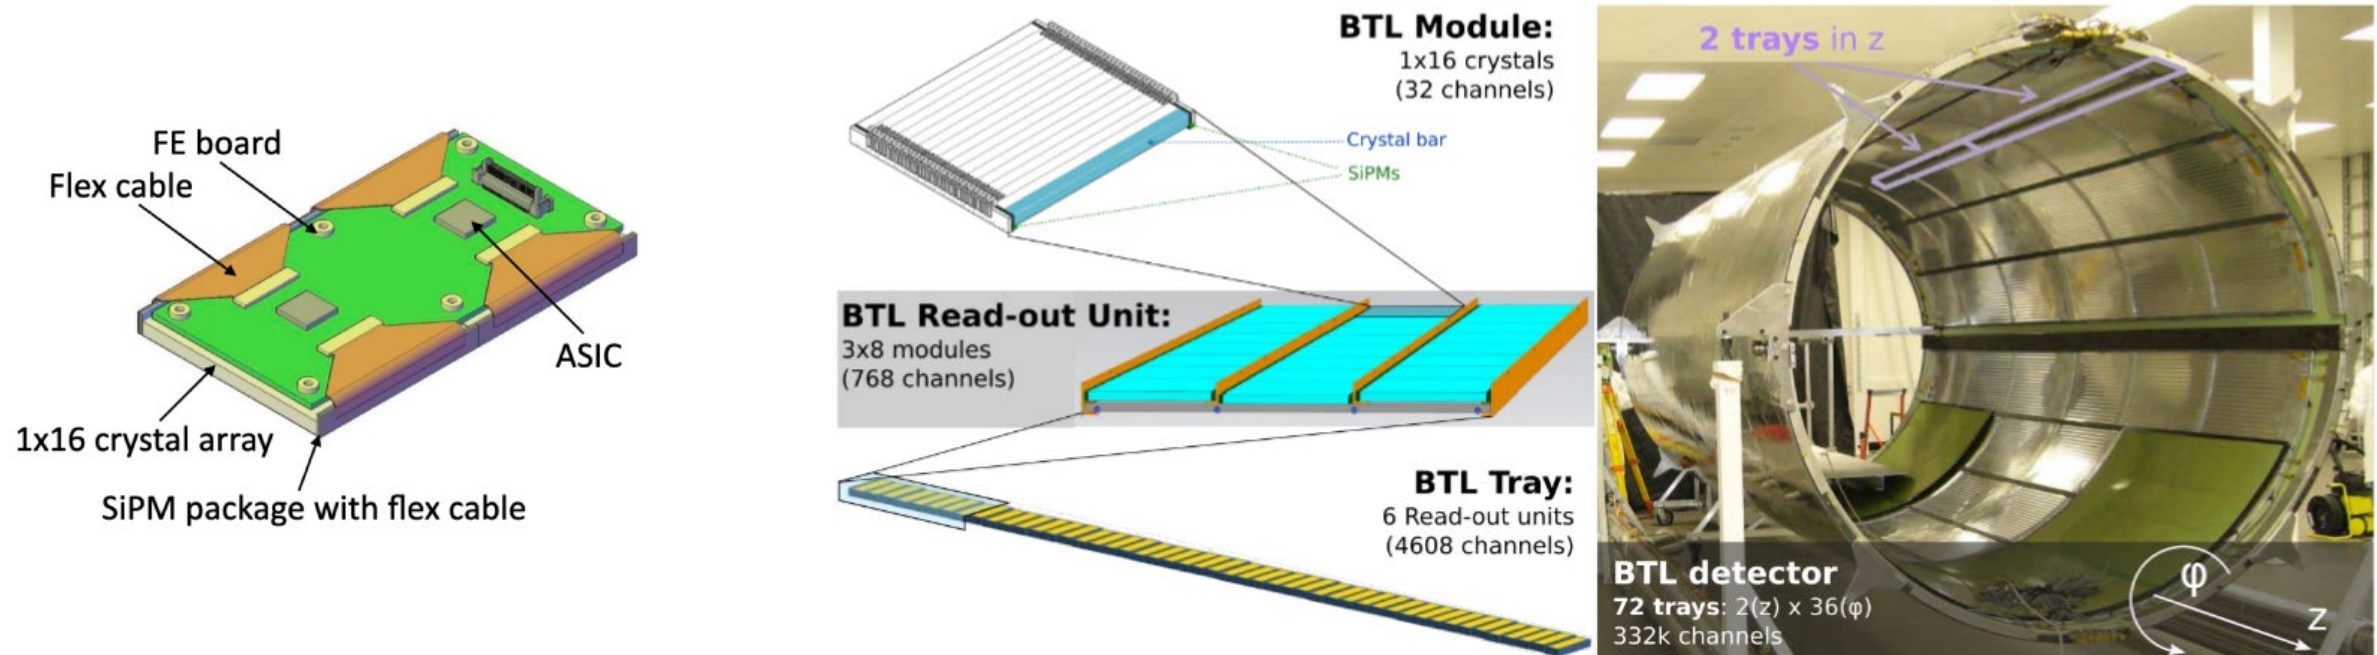 FE board
Flex cable
ASIC
1x16 crystal array
SiPM package with flex cable
BTL Module:
1x16 crystals
(32 channels)
Crystal bar
SiPMs
BTL Read-out Unit:
3x8 modules
(768 channels)
BTL Tray:
6 Read-out units
(4608 channels)
2 trays in z
BTL detector
72 trays: 2(z) x 36(φ)
332k channels
φ
z